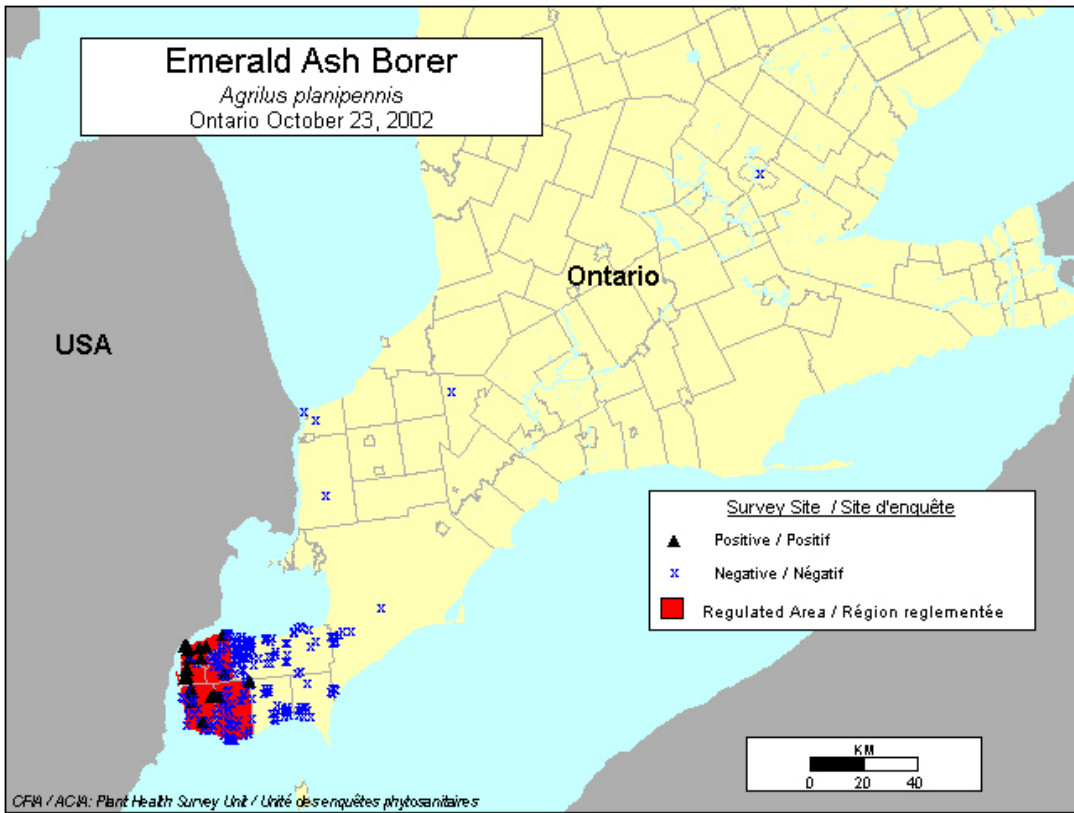 Emerald Ash Borer
Agrilus planipennis
Ontario October 23, 2002
Ontario
USA
Survey Site / Site d'enquête
Positive / Positif
x Negative / Négatif
Regulated Area / Région reglementée
KM
0 20 40
CFIA / ACIA: Plant Health Survey Unit / Unité des enquêtes phytosanitaires